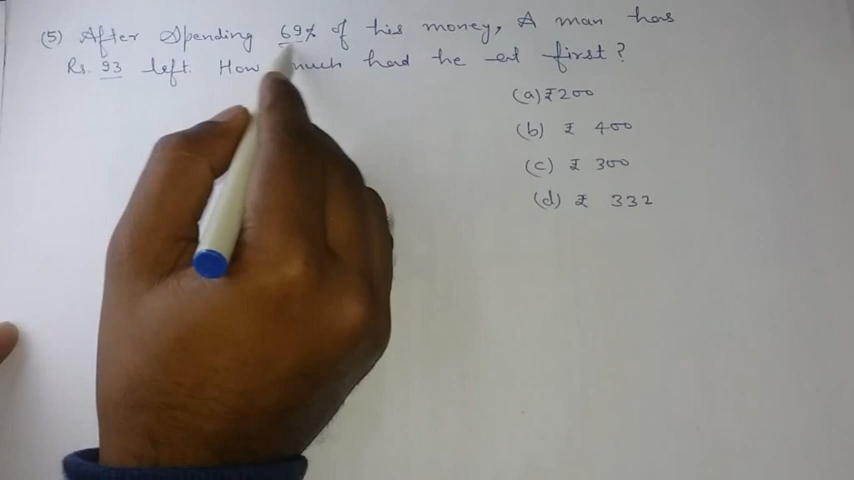 (5) After Spending 69% of his money, A man has
Rs. 93 left. How much had he at first?
(a) ₹200
(b) ₹ 400
(c) ₹ 300
(d) ₹ 332